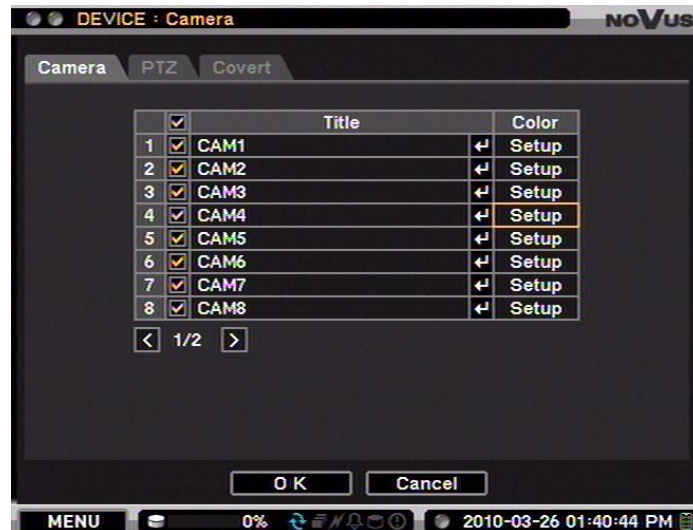 DEVICE : Camera
NOVUS
Camera PTZ Covert
Title Color
1 CAM1 Setup
2 CAM2 Setup
3 CAM3 Setup
4 CAM4 Setup
5 CAM5 Setup
6 CAM6 Setup
7 CAM7 Setup
8 CAM8 Setup
< 1/2 >
OK Cancel
MENU 0% 2010-03-26 01:40:44 PM